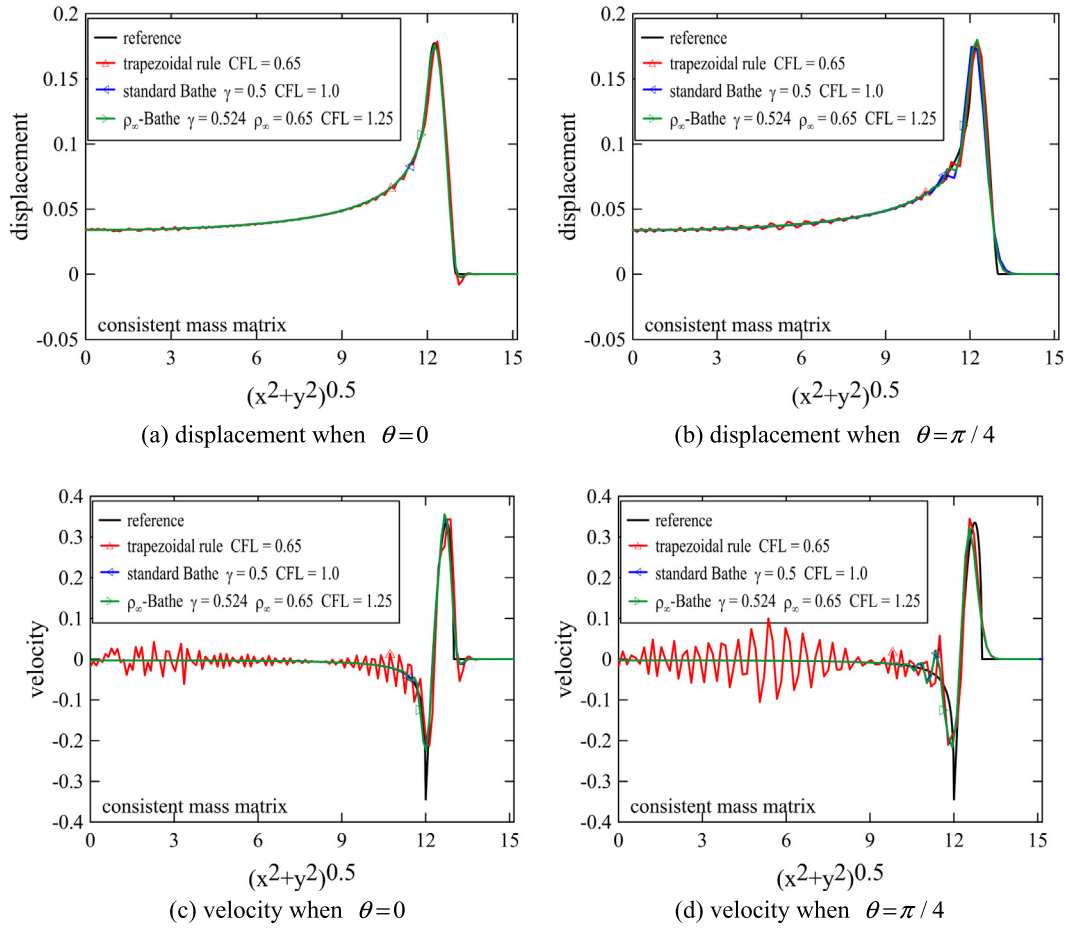 0.2
0.15
0.1
0.05
0
-0.05
displacement
reference
trapezoidal rule CFL = 0.65
standard Bathe γ = 0.5 CFL = 1.0
ρ∞-Bathe γ = 0.524 ρ∞ = 0.65 CFL = 1.25
consistent mass matrix
0 3 6 9 12 15
(x2+y2)0.5
(a) displacement when θ = 0
0.2
0.15
0.1
0.05
0
-0.05
displacement
reference
trapezoidal rule CFL = 0.65
standard Bathe γ = 0.5 CFL = 1.0
ρ∞-Bathe γ = 0.524 ρ∞ = 0.65 CFL = 1.25
consistent mass matrix
0 3 6 9 12 15
(x2+y2)0.5
(b) displacement when θ = π / 4
0.4
0.3
0.2
0.1
0
-0.1
-0.2
-0.3
-0.4
velocity
reference
trapezoidal rule CFL = 0.65
standard Bathe γ = 0.5 CFL = 1.0
ρ∞-Bathe γ = 0.524 ρ∞ = 0.65 CFL = 1.25
consistent mass matrix
0 3 6 9 12 15
(x2+y2)0.5
(c) velocity when θ = 0
0.4
0.3
0.2
0.1
0
-0.1
-0.2
-0.3
-0.4
velocity
reference
trapezoidal rule CFL = 0.65
standard Bathe γ = 0.5 CFL = 1.0
ρ∞-Bathe γ = 0.524 ρ∞ = 0.65 CFL = 1.25
consistent mass matrix
0 3 6 9 12 15
(x2+y2)0.5
(d) velocity when θ = π / 4